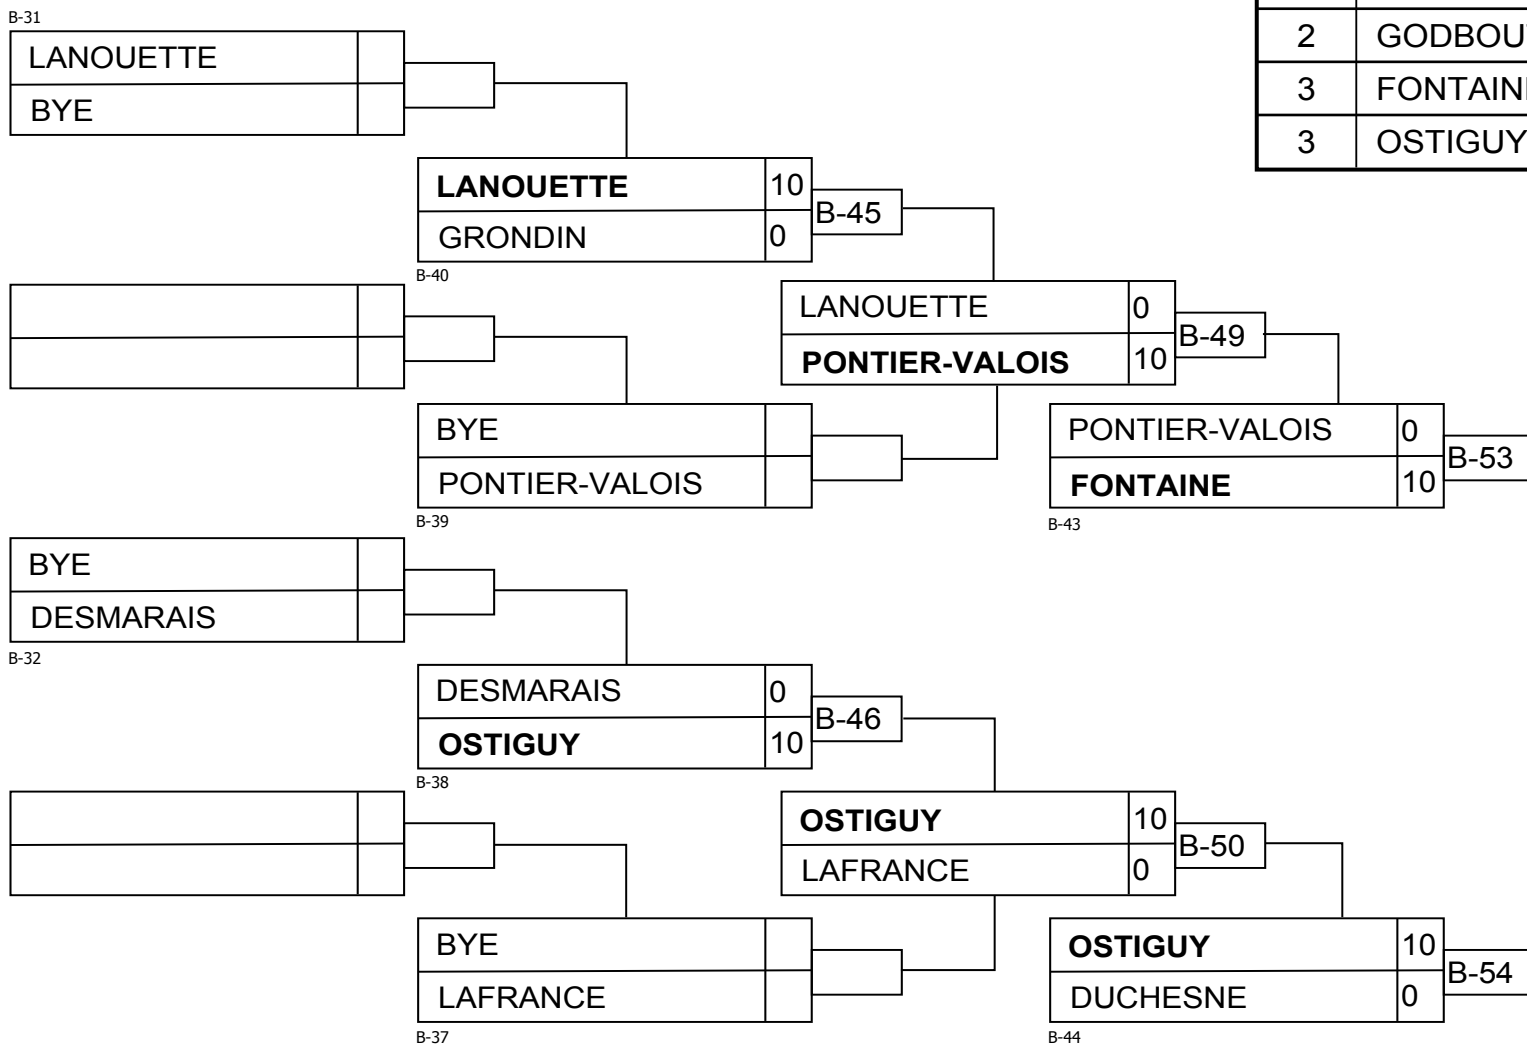 B-31
2 GODBOU
LANOUETTE
3 FONTAIN
BYE
3 OSTIGUY
LANOUETTE 10
B-45
GRONDIN 0
B-40
LANOUETTE 0
B-49
PONTIER-VALOIS 10
BYE
PONTIER-VALOIS 0
B-53
PONTIER-VALOIS
FONTAINE 10
B-39
B-43
BYE
DESMARAIS
B-32
DESMARAIS 0
B-46
OSTIGUY 10
B-38
OSTIGUY 10
B-50
LAFRANCE 0
BYE
OSTIGUY 10
B-54
LAFRANCE
DUCHESNE 0
B-37
B-44